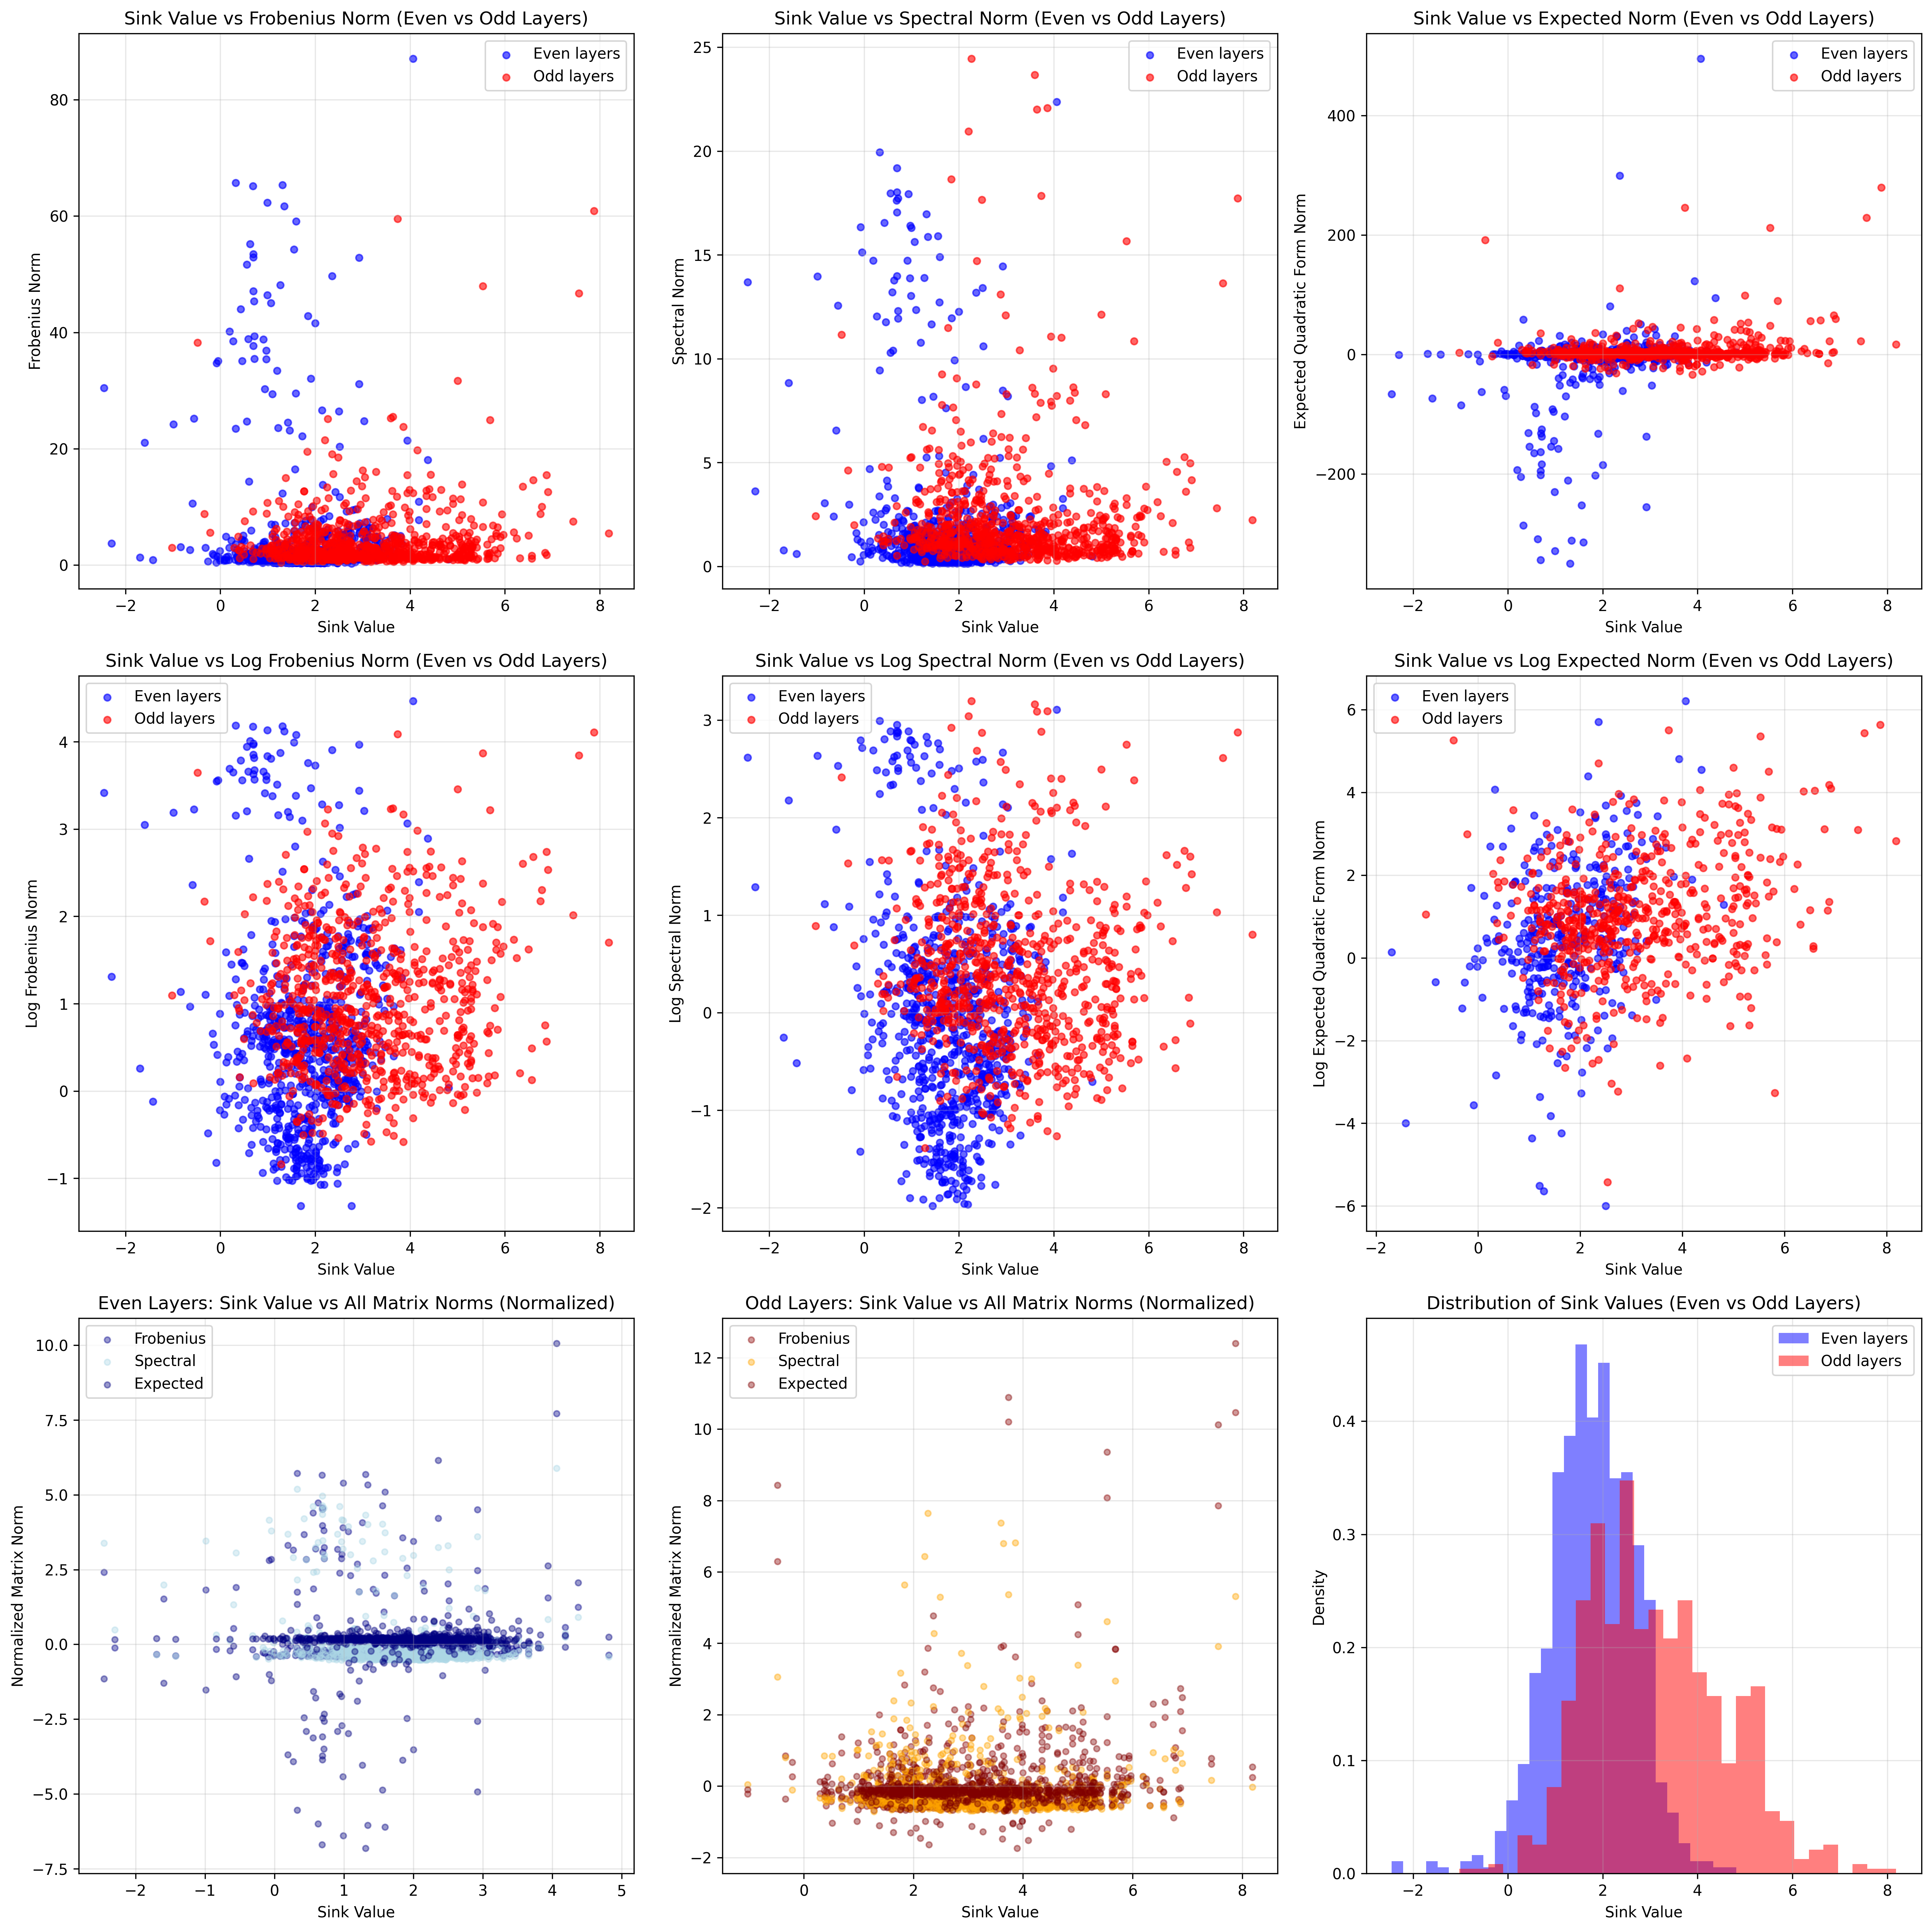 Sink Value vs Frobenius Norm (Even vs Odd Layers)
Even layers
Odd layers
80
60
40
20
0
Frobenius Norm
−2 0 2 4 6 8
Sink Value
Sink Value vs Spectral Norm (Even vs Odd Layers)
Even layers
Odd layers
25
20
15
10
5
0
Spectral Norm
−2 0 2 4 6 8
Sink Value
Sink Value vs Expected Norm (Even vs Odd Layers)
Even layers
Odd layers
400
200
0
−200
Expected Quadratic Form Norm
−2 0 2 4 6 8
Sink Value
Sink Value vs Log Frobenius Norm (Even vs Odd Layers)
Even layers
Odd layers
4
3
2
1
0
−1
Log Frobenius Norm
−2 0 2 4 6 8
Sink Value
Sink Value vs Log Spectral Norm (Even vs Odd Layers)
Even layers
Odd layers
3
2
1
0
−1
−2
Log Spectral Norm
−2 0 2 4 6 8
Sink Value
Sink Value vs Log Expected Norm (Even vs Odd Layers)
Even layers
Odd layers
6
4
2
0
−2
−4
−6
Log Expected Quadratic Form Norm
−2 0 2 4 6 8
Sink Value
Even Layers: Sink Value vs All Matrix Norms (Normalized)
Frobenius
Spectral
Expected
10.0
7.5
5.0
2.5
0.0
−2.5
−5.0
−7.5
Normalized Matrix Norm
−2 −1 0 1 2 3 4 5
Sink Value
Odd Layers: Sink Value vs All Matrix Norms (Normalized)
Frobenius
Spectral
Expected
12
10
8
6
4
2
0
−2
Normalized Matrix Norm
0 2 4 6 8
Sink Value
Distribution of Sink Values (Even vs Odd Layers)
Even layers
Odd layers
0.4
0.3
0.2
0.1
0.0
Density
−2 0 2 4 6 8
Sink Value